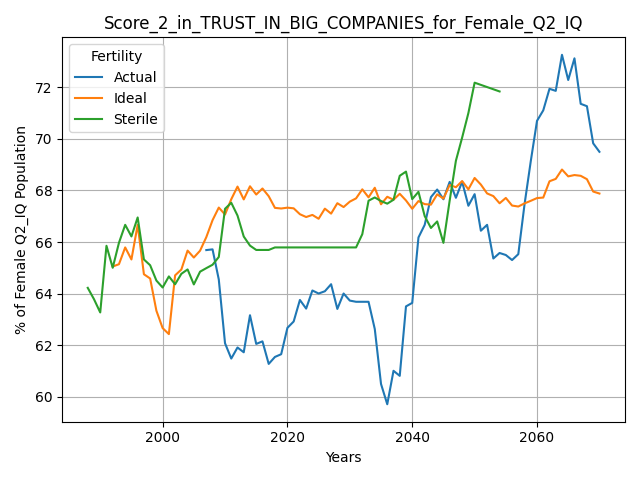 Score_2_in_TRUST_IN_BIG_COMPANIES_for_Female_Q2_IQ
Fertility
Actual
Ideal
Sterile
% of Female Q2_IQ Population
72
70
68
66
64
62
60
2000
2020
2040
2060
Years